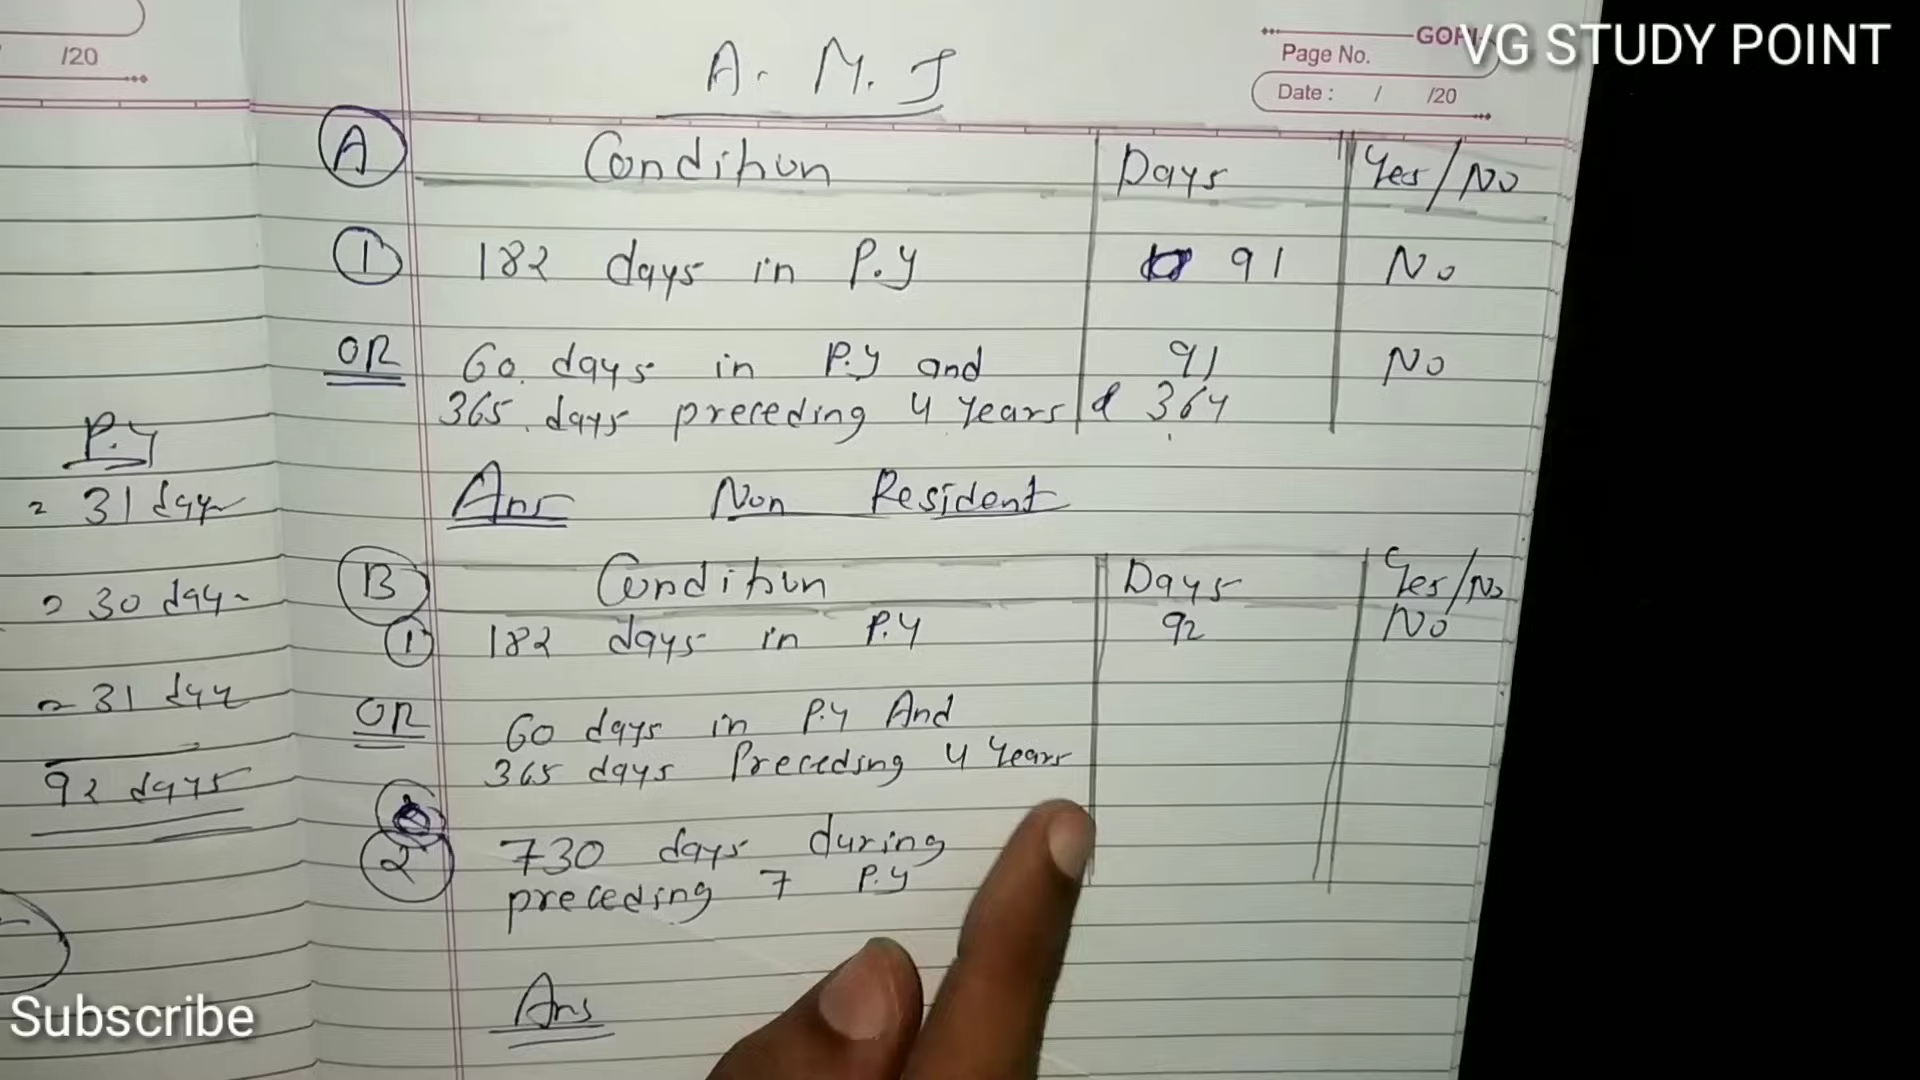 /20
P.Y
= 31 days
= 30 days
= 31 days
92 days
GOPI
Page No.
Date : / /20
VG STUDY POINT
A. M. J
A Condition Days Yes/No
1 182 days in P.Y 91 No
OR 60 days in P.Y and 91 No
365 days preceding 4 Years & 364
Ans Non Resident
B Condition Days Yes/No
1 182 days in P.Y 92 No
OR 60 days in P.Y And
365 days Preceding 4 Years
2 730 days during
preceding 7 P.Y
Ans
Subscribe